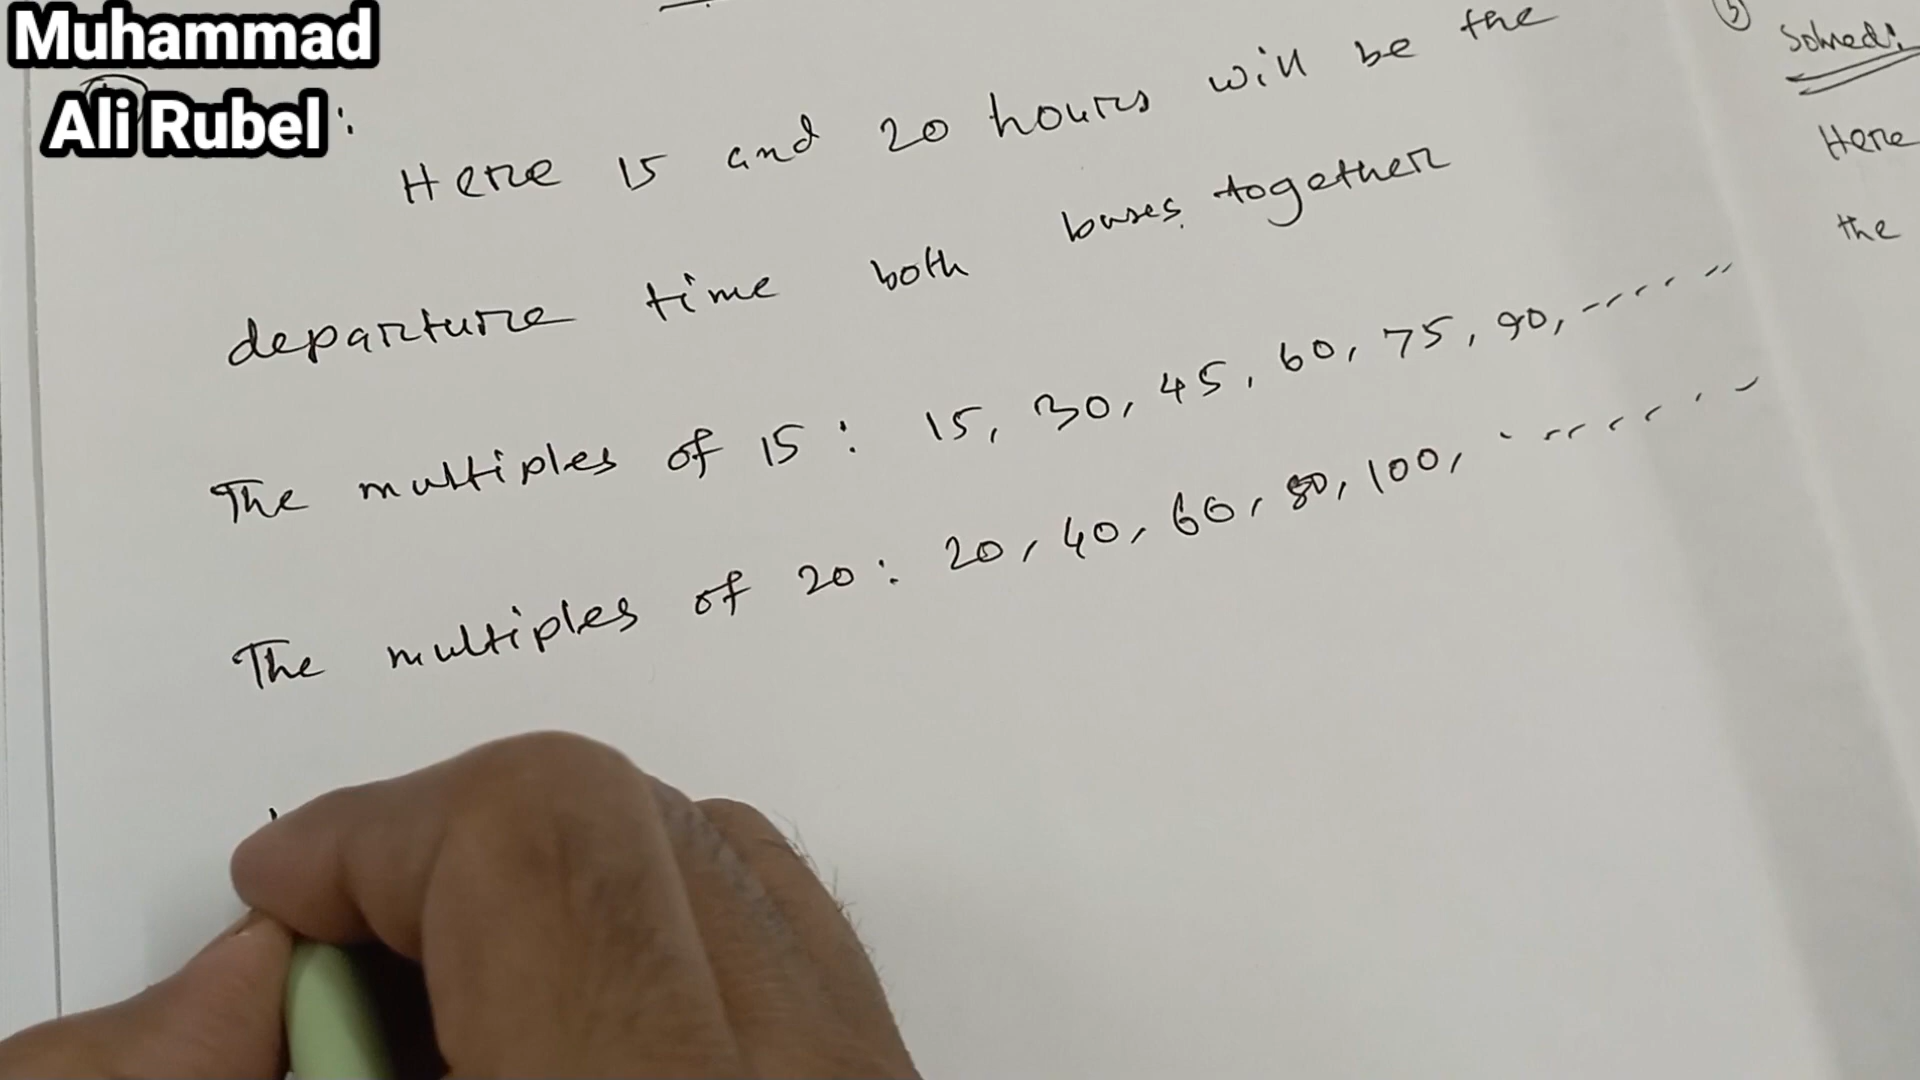 Muhammad
Ali Rubel :
Here 15 and 20 hours will be the
departure time both buses together
The multiples of 15 : 15, 30, 45, 60, 75, 90, ------
The multiples of 20 : 20, 40, 60, 80, 100, -------
Solved:
Here
the